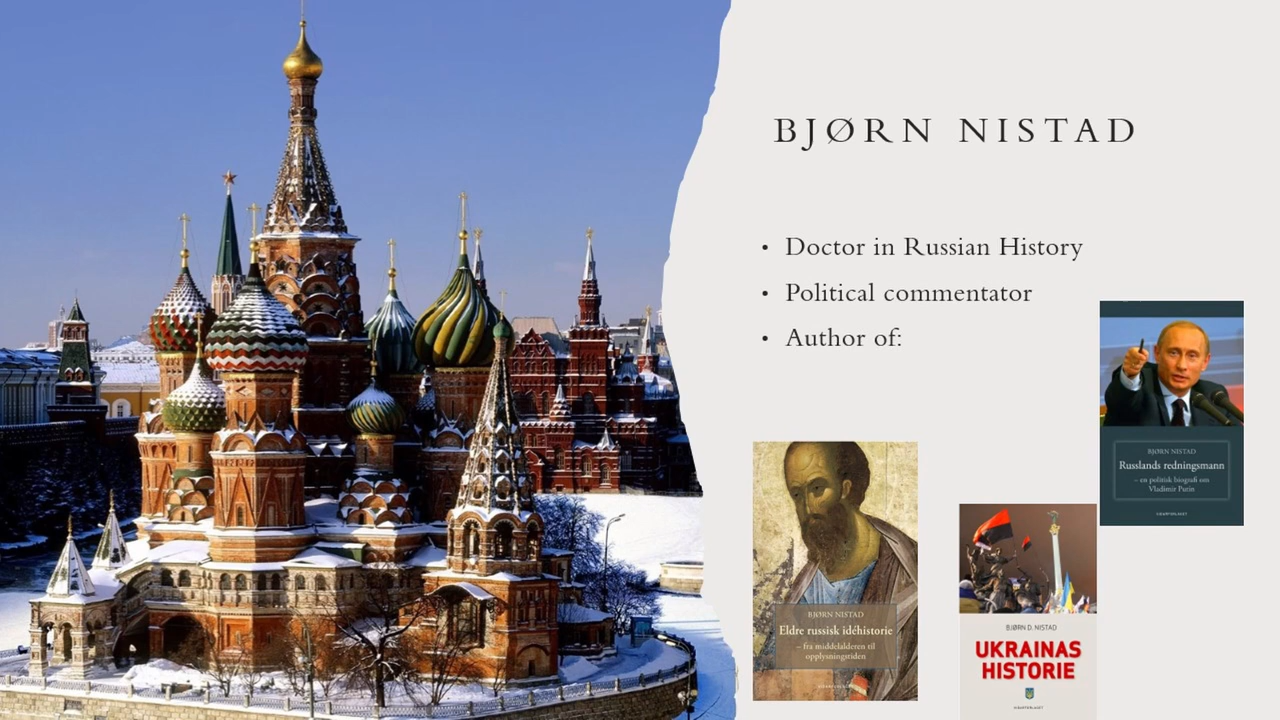 BJØRN NISTAD
• Doctor in Russian History
• Political commentator
• Author of:
BJØRN NISTAD
Russlands redningsmann
– en politisk biografi om
Vladimir Putin
BJØRN NISTAD
Eldre russisk idéhistorie
– fra middelalderen til
opplysningstiden
BJØRN D. NISTAD
UKRAINAS
HISTORIE